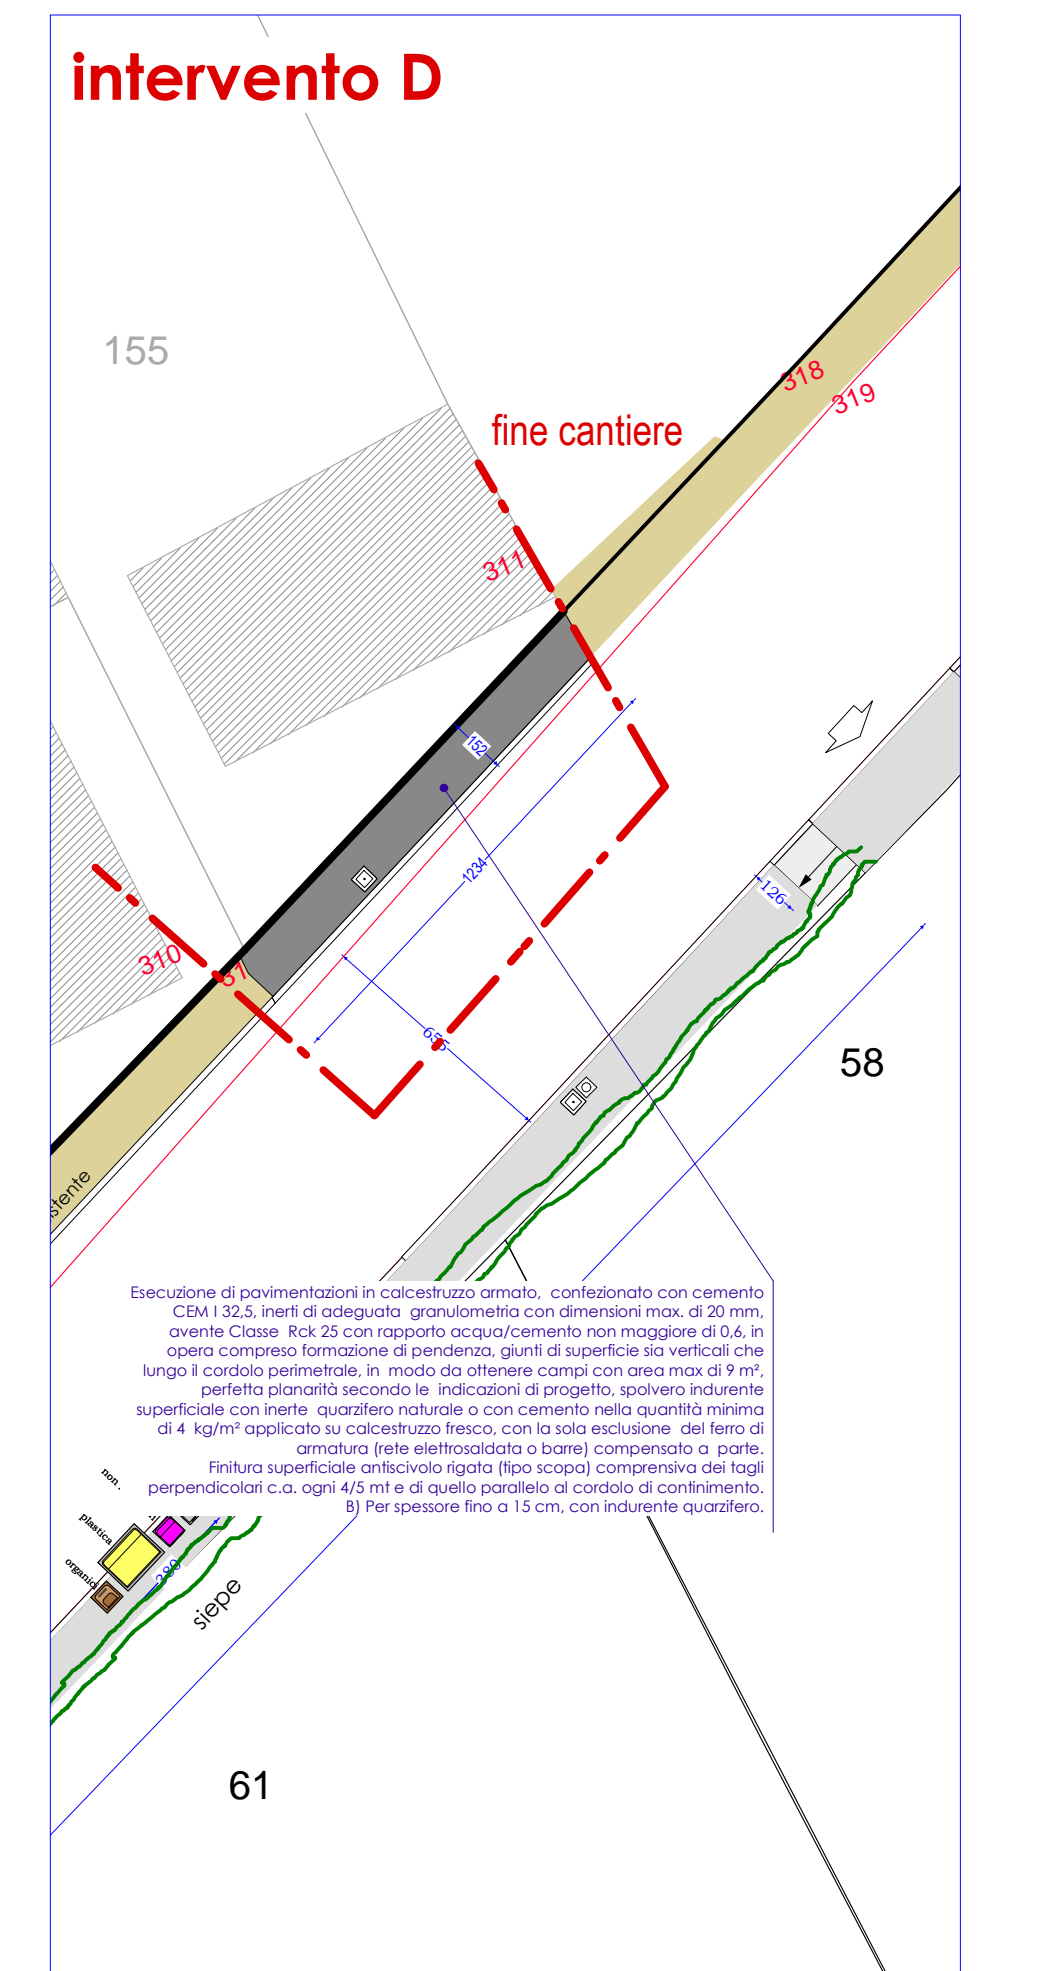 intervento D
155
318
319
fine cantiere
311
152
1234
126
310
31
655
58
stente
Esecuzione di pavimentazioni in calcestruzzo armato, confezionato con cemento
CEM I 32,5, inerti di adeguata granulometria con dimensioni max. di 20 mm,
avente Classe Rck 25 con rapporto acqua/cemento non maggiore di 0,6, in
opera compreso formazione di pendenza, giunti di superficie sia verticali che
lungo il cordolo perimetrale, in modo da ottenere campi con area max di 9 m²,
perfetta planarità secondo le indicazioni di progetto, spolvero indurente
superficiale con inerte quarzifero naturale o con cemento nella quantità minima
di 4 kg/m² applicato su calcestruzzo fresco, con la sola esclusione del ferro di
armatura (rete elettrosaldata o barre) compensato a parte.
Finitura superficiale antiscivolo rigata (tipo scopa) comprensiva dei tagli
perpendicolari c.a. ogni 4/5 mt e di quello parallelo al cordolo di continimento.
B) Per spessore fino a 15 cm, con indurente quarzifero.
non.
plastica
organic
380
siepe
61